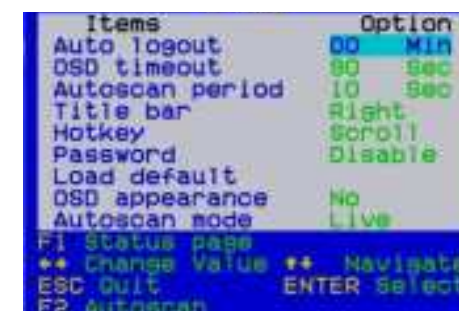 Items Option
Auto logout 00 Min
OSD timeout 90 Sec
Autoscan period 10 Sec
Title bar Right
Hotkey Scroll
Password Disable
Load default
OSD appearance No
Autoscan mode Live
F1 Status page
Change Value Navigate
ESC Quit ENTER Select
F2 Autoscan